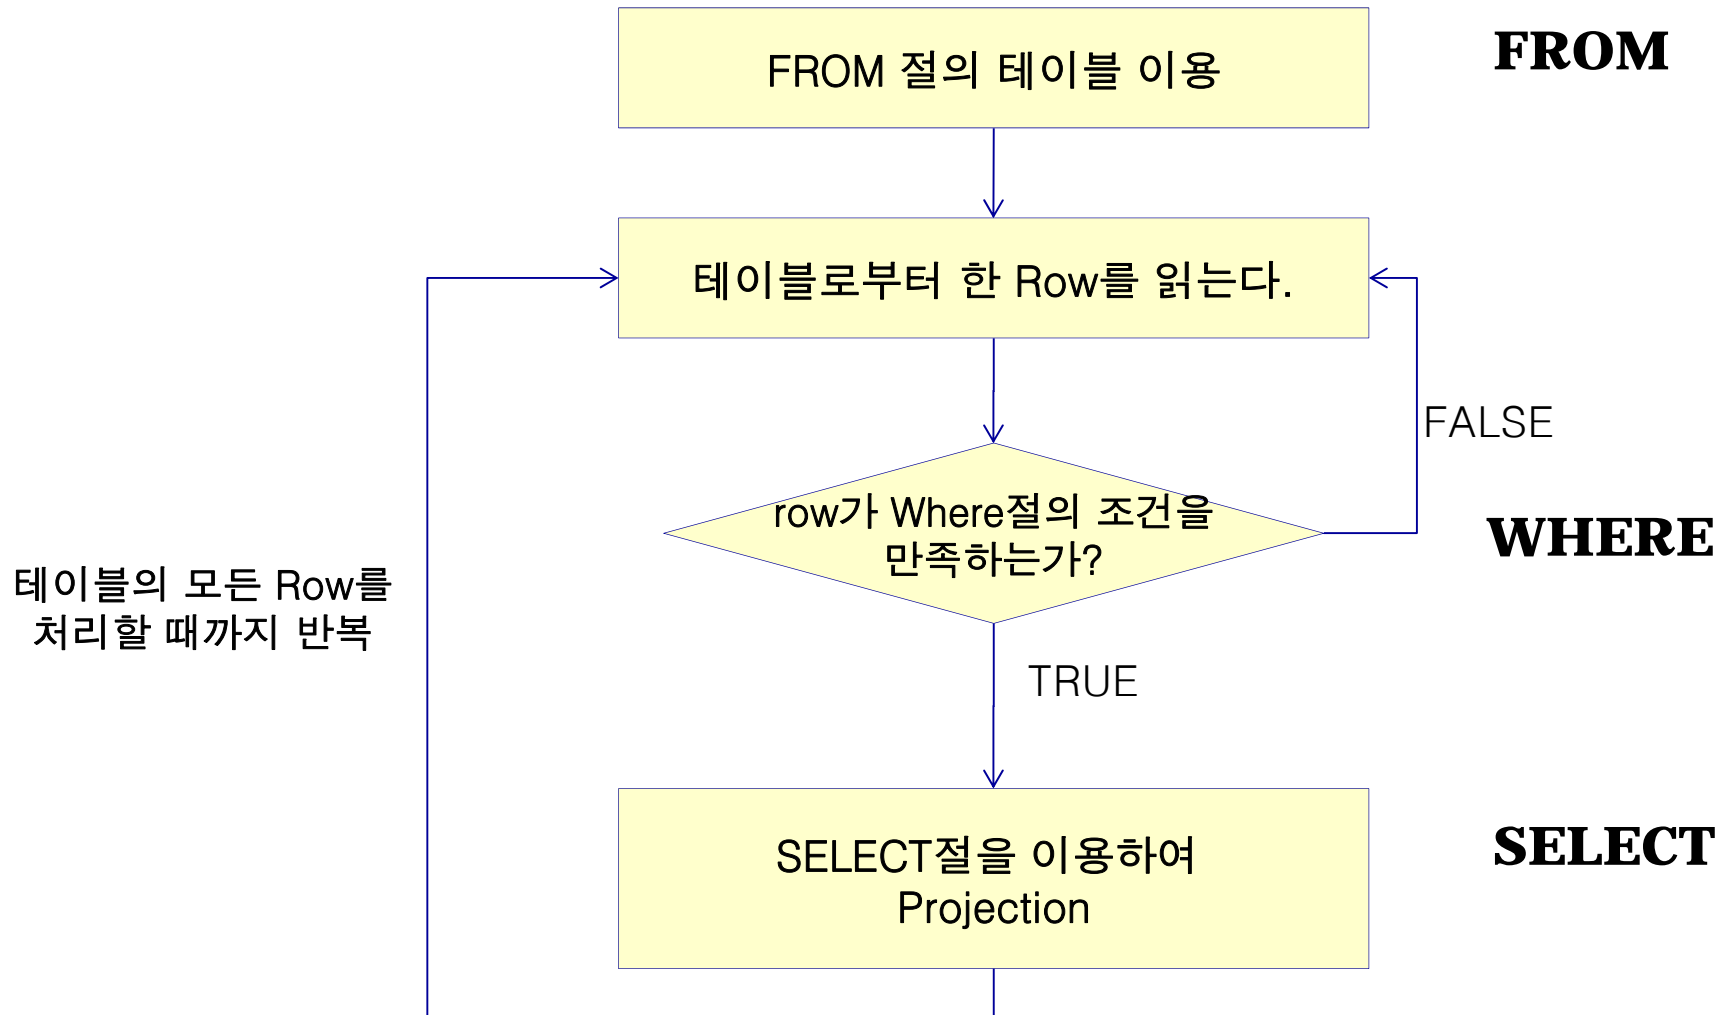 FROM 절의 테이블 이용
FROM
테이블로부터 한 Row를 읽는다.
FALSE
row가 Where절의 조건을
만족하는가?
WHERE
테이블의 모든 Row를
처리할 때까지 반복
TRUE
SELECT절을 이용하여
Projection
SELECT